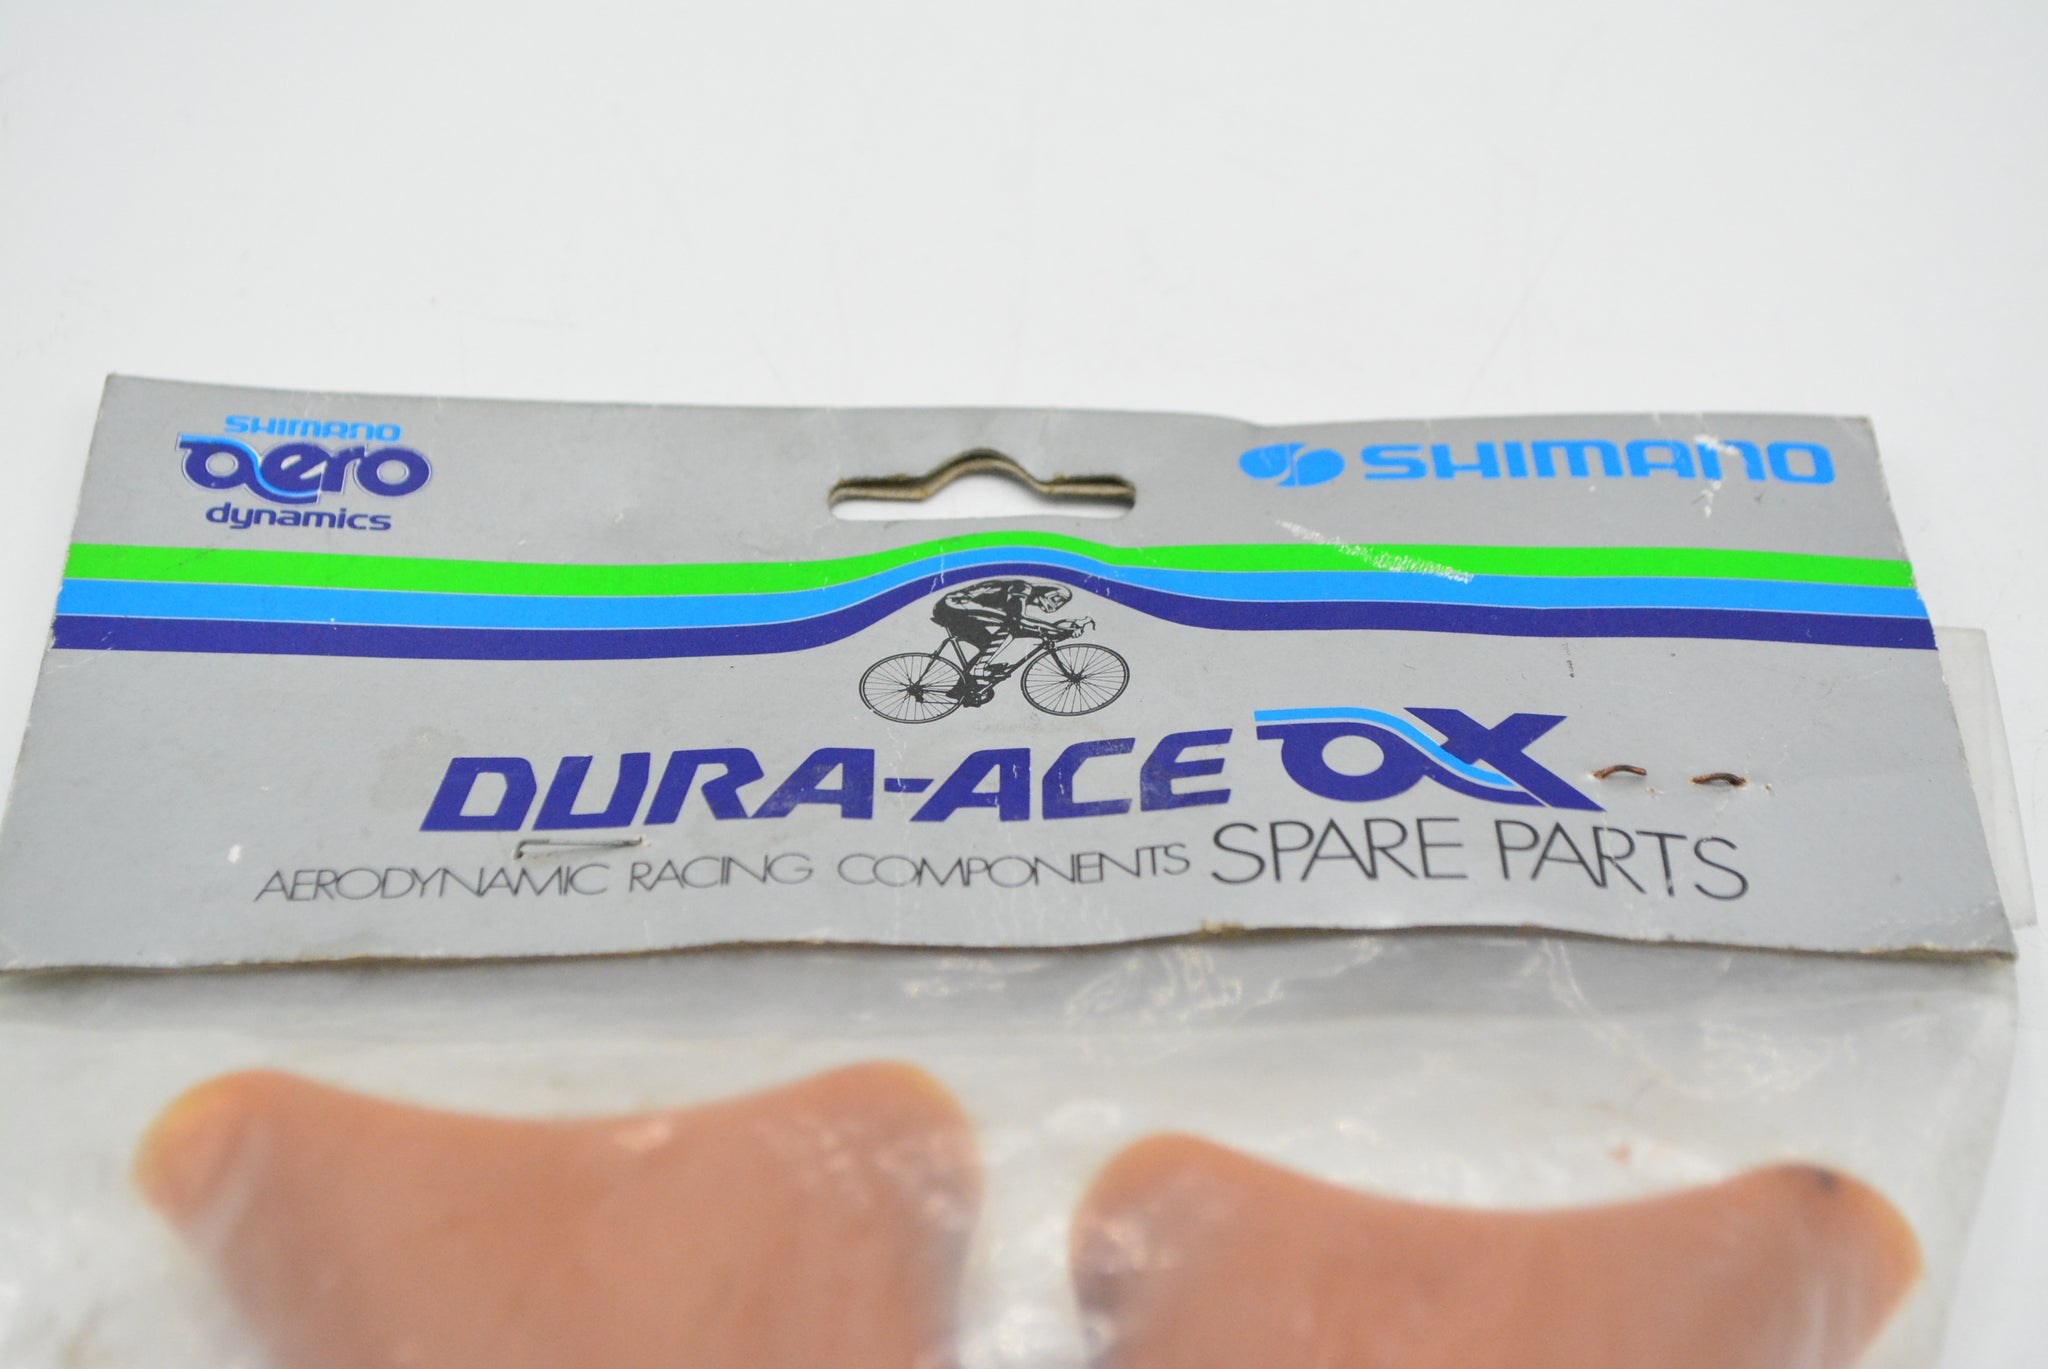 SHIMANO
aero
dynamics
SHIMANO
DURA-ACE AX
AERODYNAMIC RACING COMPONENTS SPARE PARTS